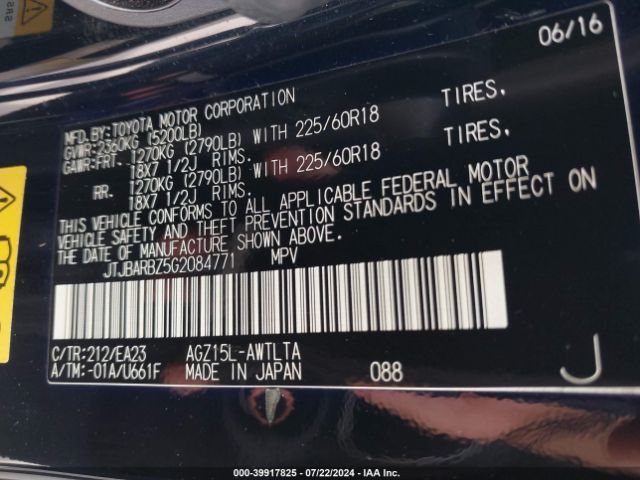 06/16
MFD. BY: TOYOTA MOTOR CORPORATION
GVWR: 2360KG (5200LB)
GAWR: FRT. 1270KG (2790LB) WITH 225/60R18 TIRES,
18X7 1/2J RIMS.
RR. 1270KG (2790LB) WITH 225/60R18 TIRES,
18X7 1/2J RIMS.
THIS VEHICLE CONFORMS TO ALL APPLICABLE FEDERAL MOTOR
VEHICLE SAFETY AND THEFT PREVENTION STANDARDS IN EFFECT ON
THE DATE OF MANUFACTURE SHOWN ABOVE.
JTJBARBZ5G2084771 MPV
C/TR: 212/EA23 AGZ15L-AWTLTA
A/TM: -01A/U661F MADE IN JAPAN 088 J
000-39917825 - 07/22/2024 - IAA Inc.